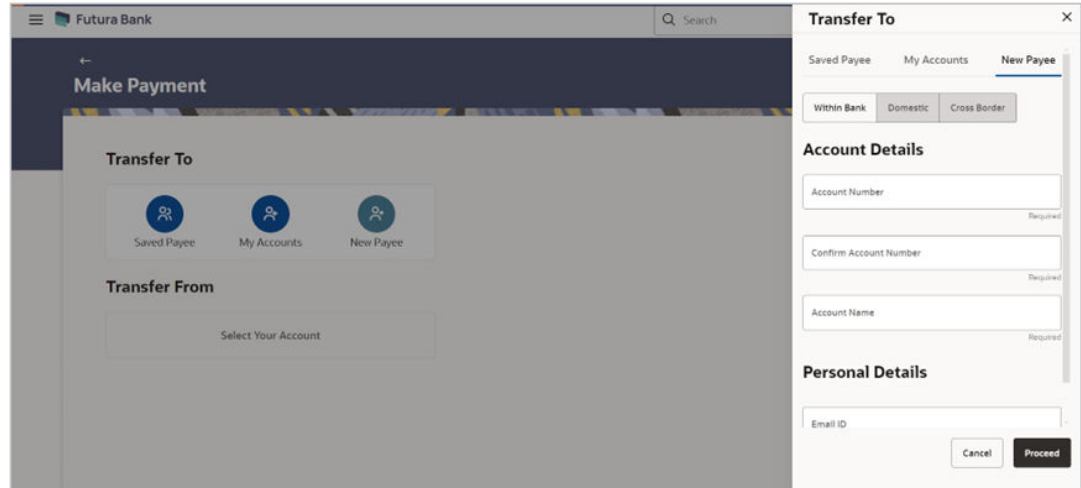 Futura Bank
Search
Make Payment
Transfer To
Saved Payee My Accounts New Payee
Transfer From
Select Your Account
Transfer To
Saved Payee My Accounts New Payee
Within Bank Domestic Cross Border
Account Details
Account Number
Required
Confirm Account Number
Required
Account Name
Required
Personal Details
Email ID
Cancel Proceed